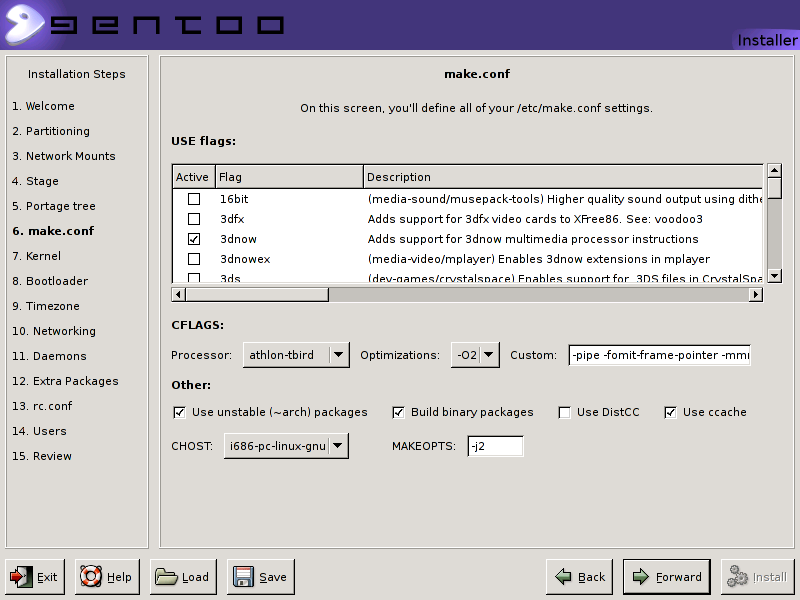 gentoo
Installer
Installation Steps
1. Welcome
2. Partitioning
3. Network Mounts
4. Stage
5. Portage tree
6. make.conf
7. Kernel
8. Bootloader
9. Timezone
10. Networking
11. Daemons
12. Extra Packages
13. rc.conf
14. Users
15. Review
make.conf
On this screen, you'll define all of your /etc/make.conf settings.
USE flags:
Active Flag Description
16bit (media-sound/musepack-tools) Higher quality sound output using dithe
3dfx Adds support for 3dfx video cards to XFree86. See: voodoo3
3dnow Adds support for 3dnow multimedia processor instructions
3dnowex (media-video/mplayer) Enables 3dnow extensions in mplayer
3ds (dev-games/crystalspace) Enables support for .3DS files in CrystalSpa
CFLAGS:
Processor: athlon-tbird Optimizations: -O2 Custom: -pipe -fomit-frame-pointer -mm
Other:
Use unstable (~arch) packages Build binary packages Use DistCC Use ccache
CHOST: i686-pc-linux-gnu MAKEOPTS: -j2
Exit Help Load Save Back Forward Install